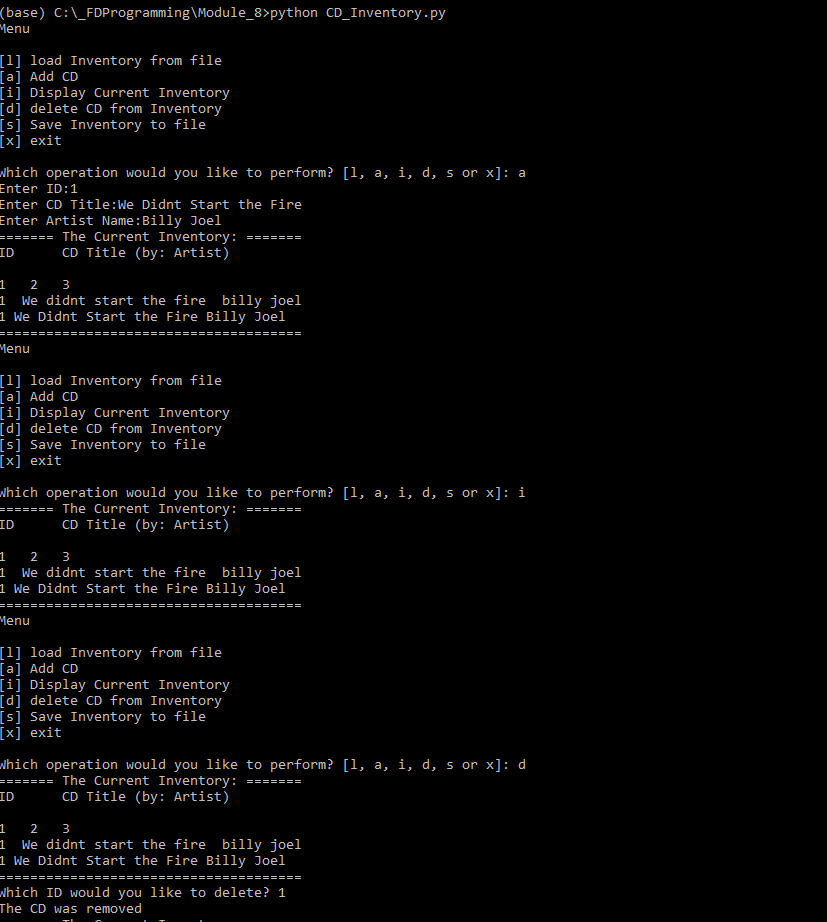 (base) C:\_FDProgramming\Module_8>python CD_Inventory.py
Menu
[l] load Inventory from file
[a] Add CD
[i] Display Current Inventory
[d] delete CD from Inventory
[s] Save Inventory to file
[x] exit
Which operation would you like to perform? [l, a, i, d, s or x]: a
Enter ID:1
Enter CD Title:We Didnt Start the Fire
Enter Artist Name:Billy Joel
======= The Current Inventory: =======
ID      CD Title (by: Artist)
1   2   3
1  We didnt start the fire  billy joel
1 We Didnt Start the Fire Billy Joel
======================================
Menu
[l] load Inventory from file
[a] Add CD
[i] Display Current Inventory
[d] delete CD from Inventory
[s] Save Inventory to file
[x] exit
Which operation would you like to perform? [l, a, i, d, s or x]: i
======= The Current Inventory: =======
ID      CD Title (by: Artist)
1   2   3
1  We didnt start the fire  billy joel
1 We Didnt Start the Fire Billy Joel
======================================
Menu
[l] load Inventory from file
[a] Add CD
[i] Display Current Inventory
[d] delete CD from Inventory
[s] Save Inventory to file
[x] exit
Which operation would you like to perform? [l, a, i, d, s or x]: d
======= The Current Inventory: =======
ID      CD Title (by: Artist)
1   2   3
1  We didnt start the fire  billy joel
1 We Didnt Start the Fire Billy Joel
======================================
Which ID would you like to delete? 1
The CD was removed